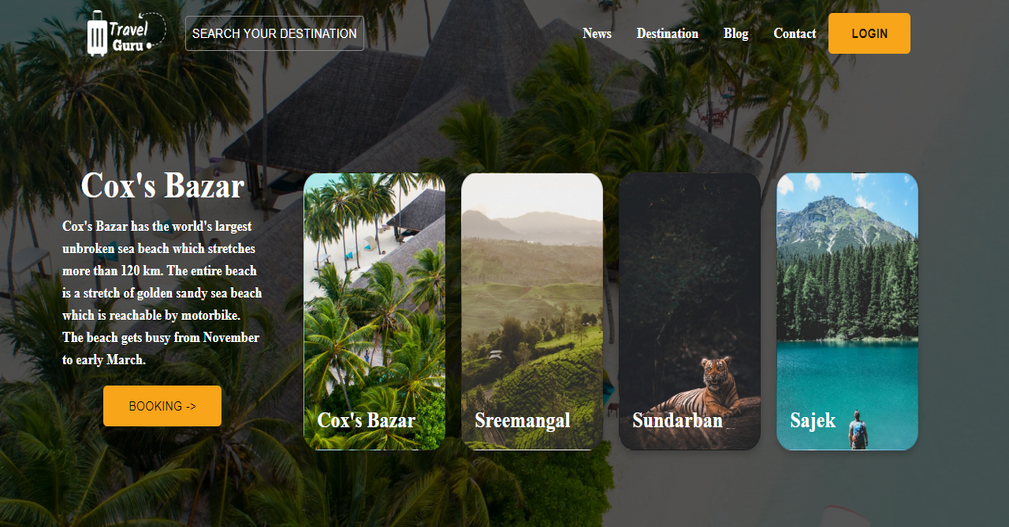 Travel
Guru
SEARCH YOUR DESTINATION
News
Destination
Blog
Contact
LOGIN
Cox's Bazar
Cox's Bazar has the world's largest
unbroken sea beach which stretches
more than 120 km. The entire beach
is a stretch of golden sandy sea beach
which is reachable by motorbike.
The beach gets busy from November
to early March.
BOOKING ->
Cox's Bazar
Sreemangal
Sundarban
Sajek